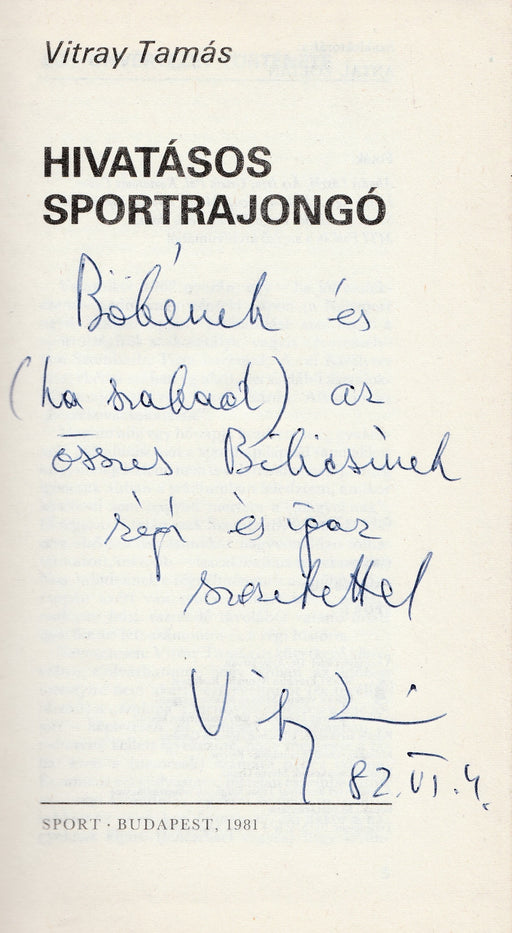 Vitray Tamás
HIVATÁSOS
SPORTRAJONGÓ
Böbének és
(ha szabad) az
összes Bilicsinek
régi és igaz
szeretettel
82. VI. 4.
SPORT · BUDAPEST, 1981